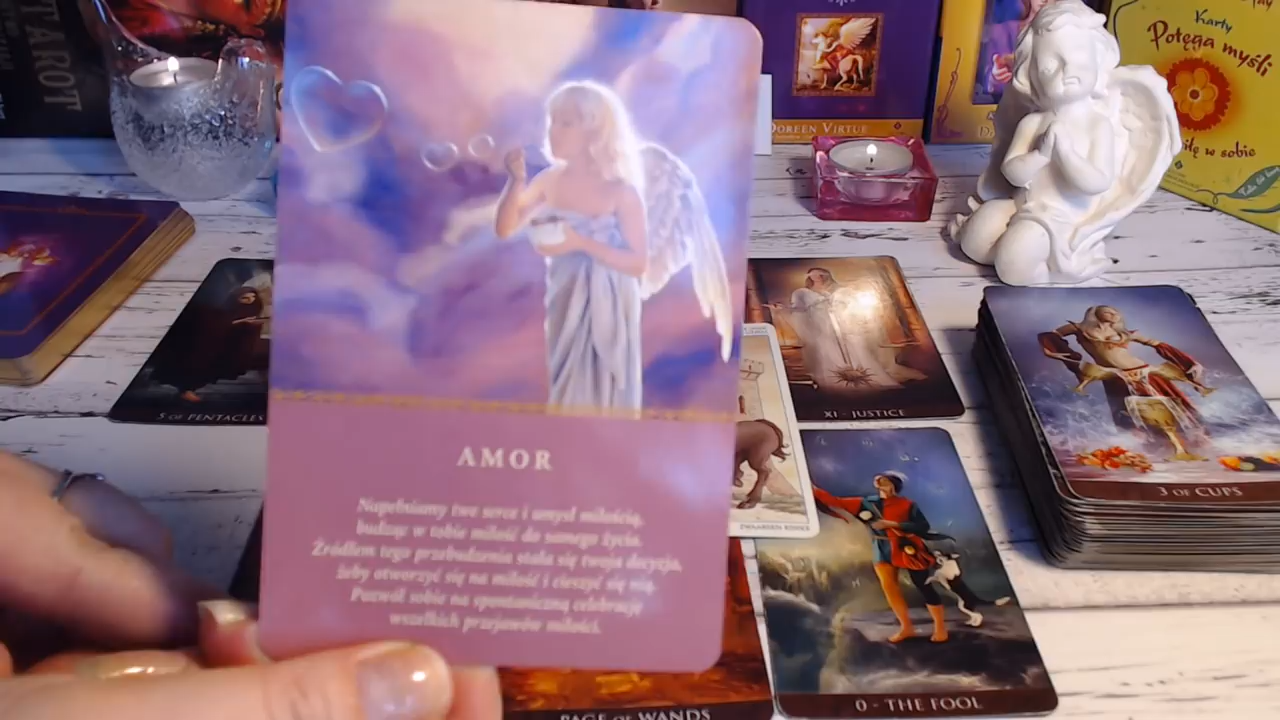 TAROT
DOREEN VIRTUE
Karty
Potęga myśli
siłę w sobie
5 OF PENTACLES
XI - JUSTICE
3 OF CUPS
AMOR
Napełniamy twe serce i umysł miłością,
budząc w tobie miłość do samego życia.
Źródłem tego przebudzenia stała się twoja decyzja,
żeby otworzyć się na miłość i cieszyć się nią.
Pozwól sobie na spontaniczną celebrację
wszelkich przejawów miłości.
0 - THE FOOL
PAGE OF WANDS